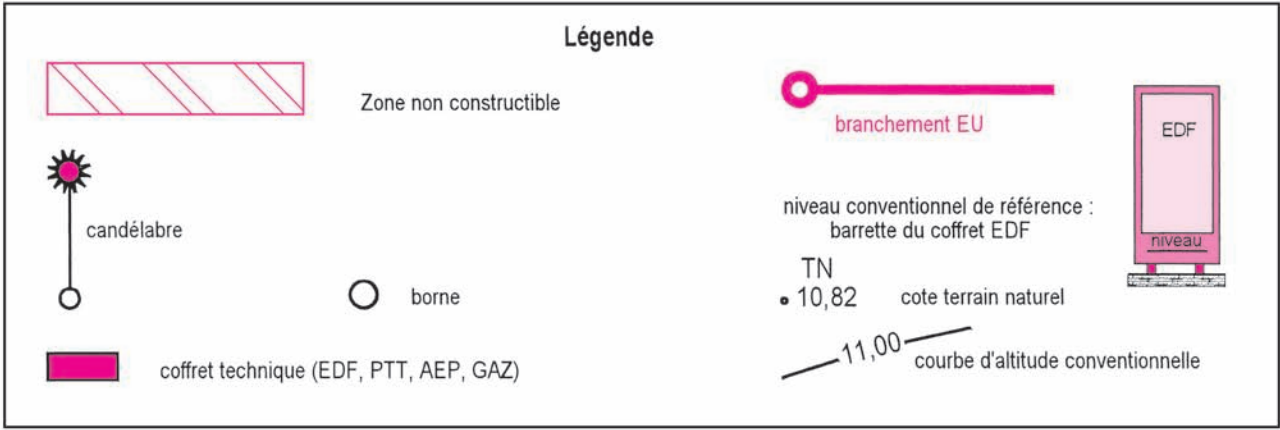 Légende
Zone non constructible
branchement EU
EDF
candélabre
niveau conventionnel de référence :
barrette du coffret EDF
niveau
TN
10,82
cote terrain naturel
borne
11,00
courbe d'altitude conventionnelle
coffret technique (EDF, PTT, AEP, GAZ)